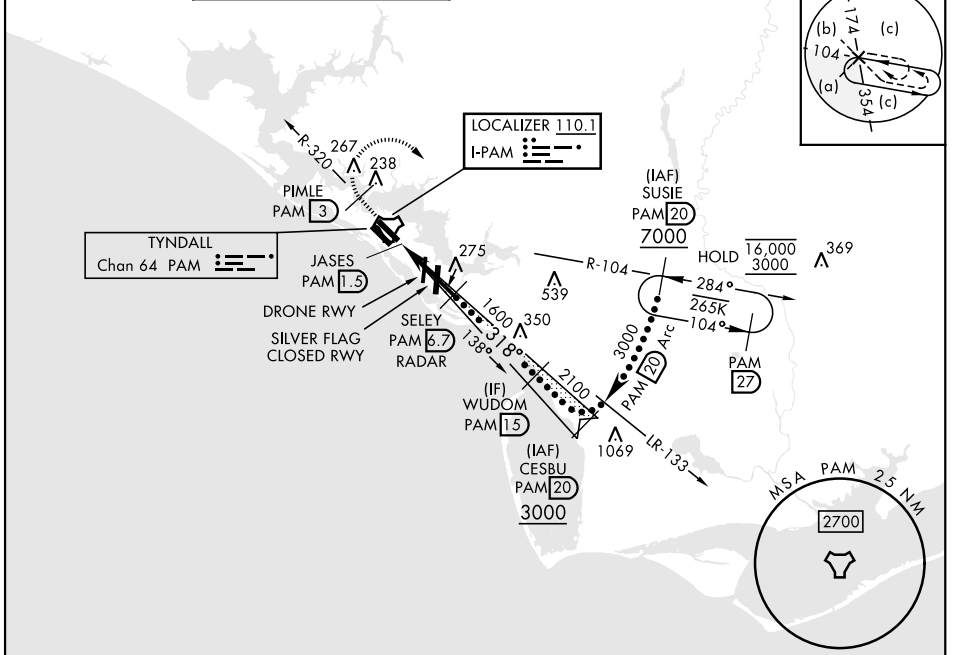 174
(b)
(c)
104
(a)
354
(c)
LOCALIZER 110.1
I-PAM
R-320
267
238
PIMLE
PAM 3
(IAF)
SUSIE
PAM 20
7000
TYNDALL
Chan 64 PAM
JASES
PAM 1.5
275
R-104
HOLD
16,000
3000
369
284°
265K
104°
539
DRONE RWY
SILVER FLAG
CLOSED RWY
SELEY
PAM 6.7
RADAR
1600
318°
350
138°
3000
PAM 20 Arc
PAM
27
2100
(IF)
WUDOM
PAM 15
1069
LR-133
(IAF)
CESBU
PAM 20
3000
MSA PAM 25 NM
2700